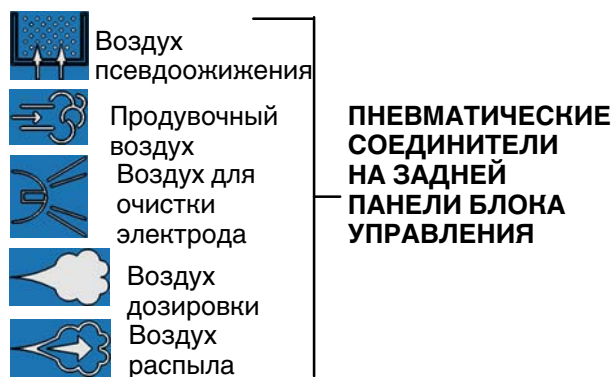 Воздух
псевдоожижения
Продувочный
воздух
Воздух для
очистки
электрода
Воздух
дозировки
Воздух
распыла
ПНЕВМАТИЧЕСКИЕ
СОЕДИНИТЕЛИ
НА ЗАДНЕЙ
ПАНЕЛИ БЛОКА
УПРАВЛЕНИЯ